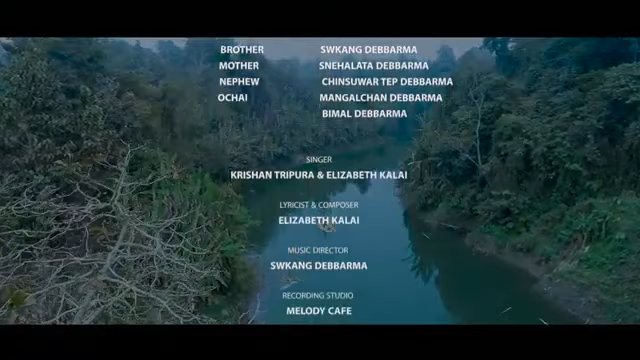 BROTHER SWKANG DEBBARMA
MOTHER SNEHALATA DEBBARMA
NEPHEW CHINSUWAR TEP DEBBARMA
OCHAI MANGALCHAN DEBBARMA
BIMAL DEBBARMA
SINGER
KRISHAN TRIPURA & ELIZABETH KALAI
LYRICIST & COMPOSER
ELIZABETH KALAI
MUSIC DIRECTOR
SWKANG DEBBARMA
RECORDING STUDIO
MELODY CAFE